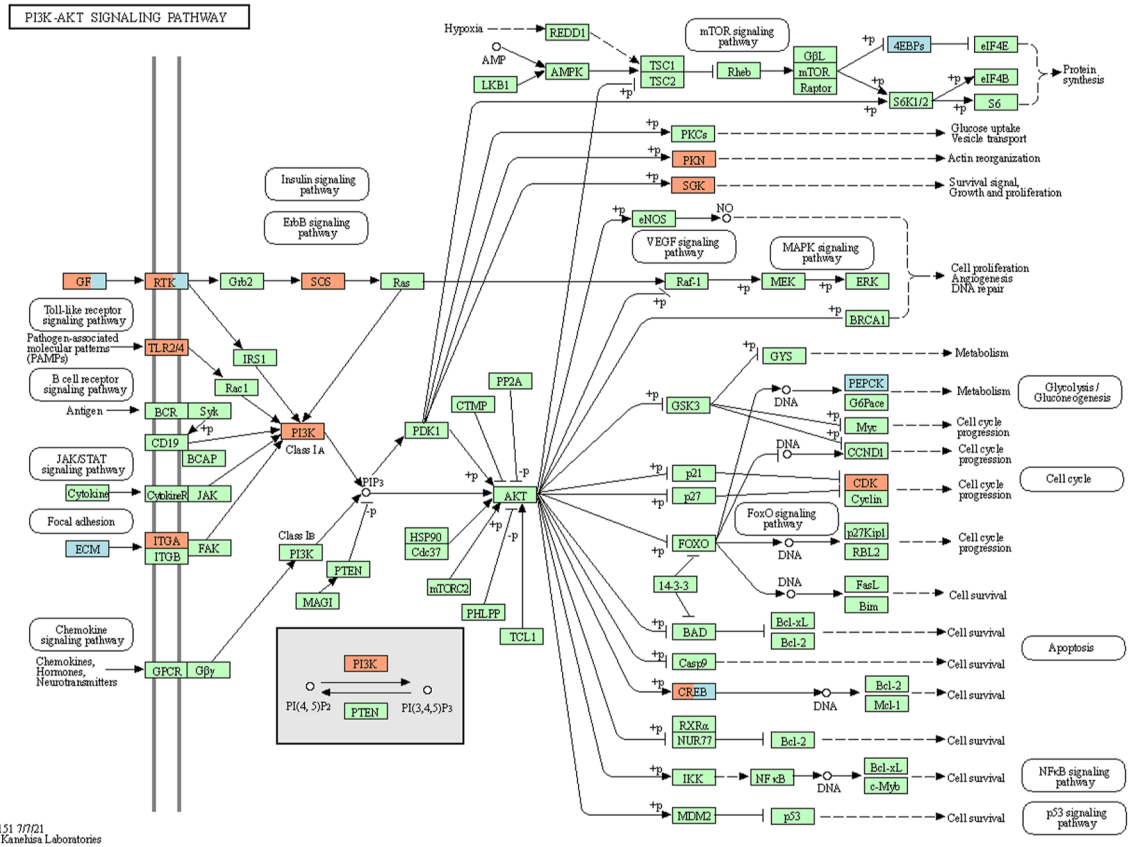 PI3K-AKT SIGNALING PATHWAY
Hypoxia
REDD1
AMP
LKB1
AMPK
TSC1
TSC2
+p
Rheb
mTOR signaling
pathway
GβL
mTOR
Raptor
+p
4EBPs
eIF4E
+p
+p
S6K1/2
+p
eIF4B
+p
S6
Protein
synthesis
+p
PKCs
Glucose uptake
Vesicle transport
+p
PKN
Actin reorganization
+p
SGK
Survival signal,
Growth and proliferation
Insulin signaling
pathway
ErbB signaling
pathway
+p
eNOS
NO
VEGF signaling
pathway
MAPK signaling
pathway
GF
RTK
Grb2
SOS
Ras
Raf-1
+p
+p
MEK
+p
ERK
+p
BRCA1
Cell proliferation
Angiogenesis
DNA repair
Toll-like receptor
signaling pathway
Pathogen-associated
molecular patterns
(PAMPs)
TLR2/4
IRS1
Rac1
B cell receptor
signaling pathway
Antigen
BCR
Syk
+p
CD19
BCAP
PI3K
Class IA
PDK1
CTMP
PP2A
+p
-p
GYS
Metabolism
+p
GSK3
+p
+p
DNA
PEPCK
G6Pace
Metabolism
Glycolysis /
Gluconeogenesis
Myc
Cell cycle
progression
DNA
CCND1
Cell cycle
progression
JAK/STAT
signaling pathway
Cytokine
CytokineR
JAK
PIP3
-p
AKT
+p
p21
+p
p27
CDK
Cyclin
Cell cycle
progression
Cell cycle
Focal adhesion
ECM
ITGA
ITGB
FAK
Class IB
PI3K
PTEN
MAGI
HSP90
Cdc37
+p
-p
mTORC2
PHLPP
TCL1
FoxO signaling
pathway
+p
FOXO
DNA
p27Kip1
RBL2
Cell cycle
progression
14-3-3
DNA
FasL
Bim
Cell survival
Chemokine
signaling pathway
Chemokines,
Hormones,
Neurotransmitters
GPCR
Gβγ
PI3K
PI(4, 5)P2
PI(3,4,5)P3
PTEN
+p
BAD
Bcl-xL
Bcl-2
Cell survival
Apoptosis
+p
Casp9
Cell survival
+p
CREB
DNA
Bcl-2
Mcl-1
Cell survival
+p
RXRα
NUR77
Bcl-2
Cell survival
+p
IKK
NFκB
DNA
Bcl-xL
c-Myb
Cell survival
NFκB signaling
pathway
+p
MDM2
p53
Cell survival
p53 signaling
pathway
151 7/7/21
Kanehisa Laboratories